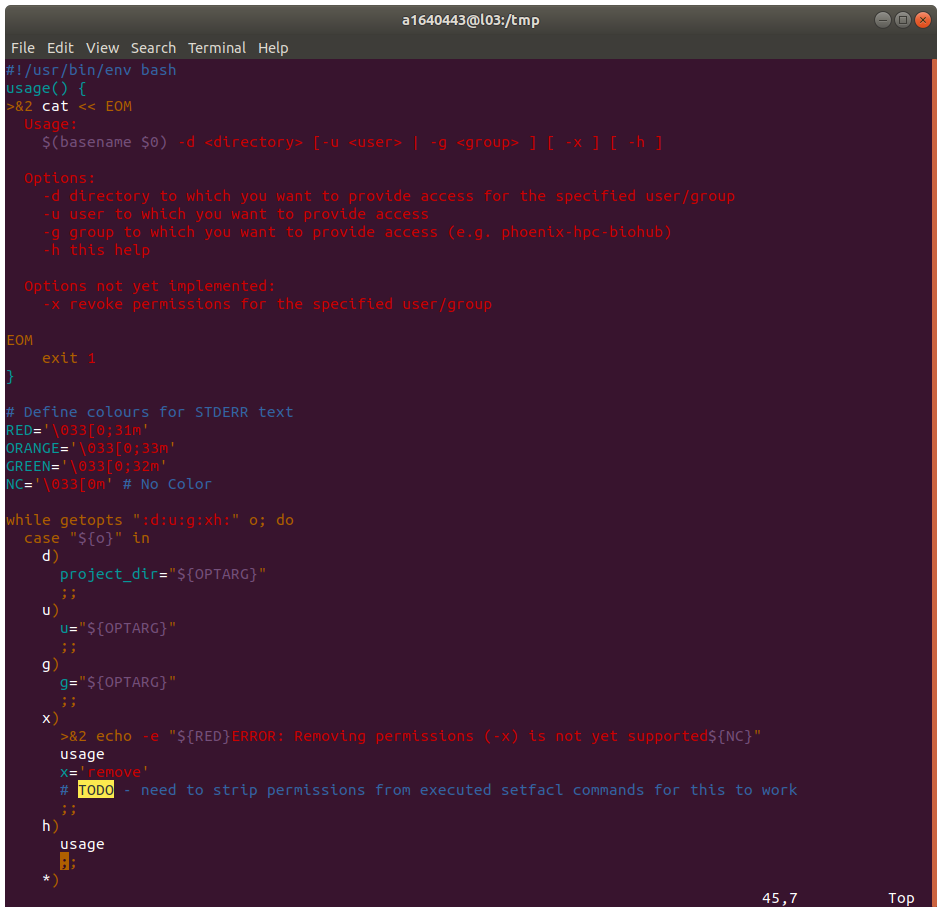 a1640443@l03:/tmp
File Edit View Search Terminal Help
#!/usr/bin/env bash
usage() {
>&2 cat << EOM
  Usage:
    $(basename $0) -d <directory> [-u <user> | -g <group> ] [ -x ] [ -h ]

  Options:
    -d directory to which you want to provide access for the specified user/group
    -u user to which you want to provide access
    -g group to which you want to provide access (e.g. phoenix-hpc-biohub)
    -h this help

  Options not yet implemented:
    -x revoke permissions for the specified user/group

EOM
    exit 1
}

# Define colours for STDERR text
RED='\033[0;31m'
ORANGE='\033[0;33m'
GREEN='\033[0;32m'
NC='\033[0m' # No Color

while getopts ":d:u:g:xh:" o; do
  case "${o}" in
    d)
      project_dir="${OPTARG}"
      ;;
    u)
      u="${OPTARG}"
      ;;
    g)
      g="${OPTARG}"
      ;;
    x)
      >&2 echo -e "${RED}ERROR: Removing permissions (-x) is not yet supported${NC}"
      usage
      x='remove'
      # TODO - need to strip permissions from executed setfacl commands for this to work
      ;;
    h)
      usage
      ;;
    *)
45,7 Top